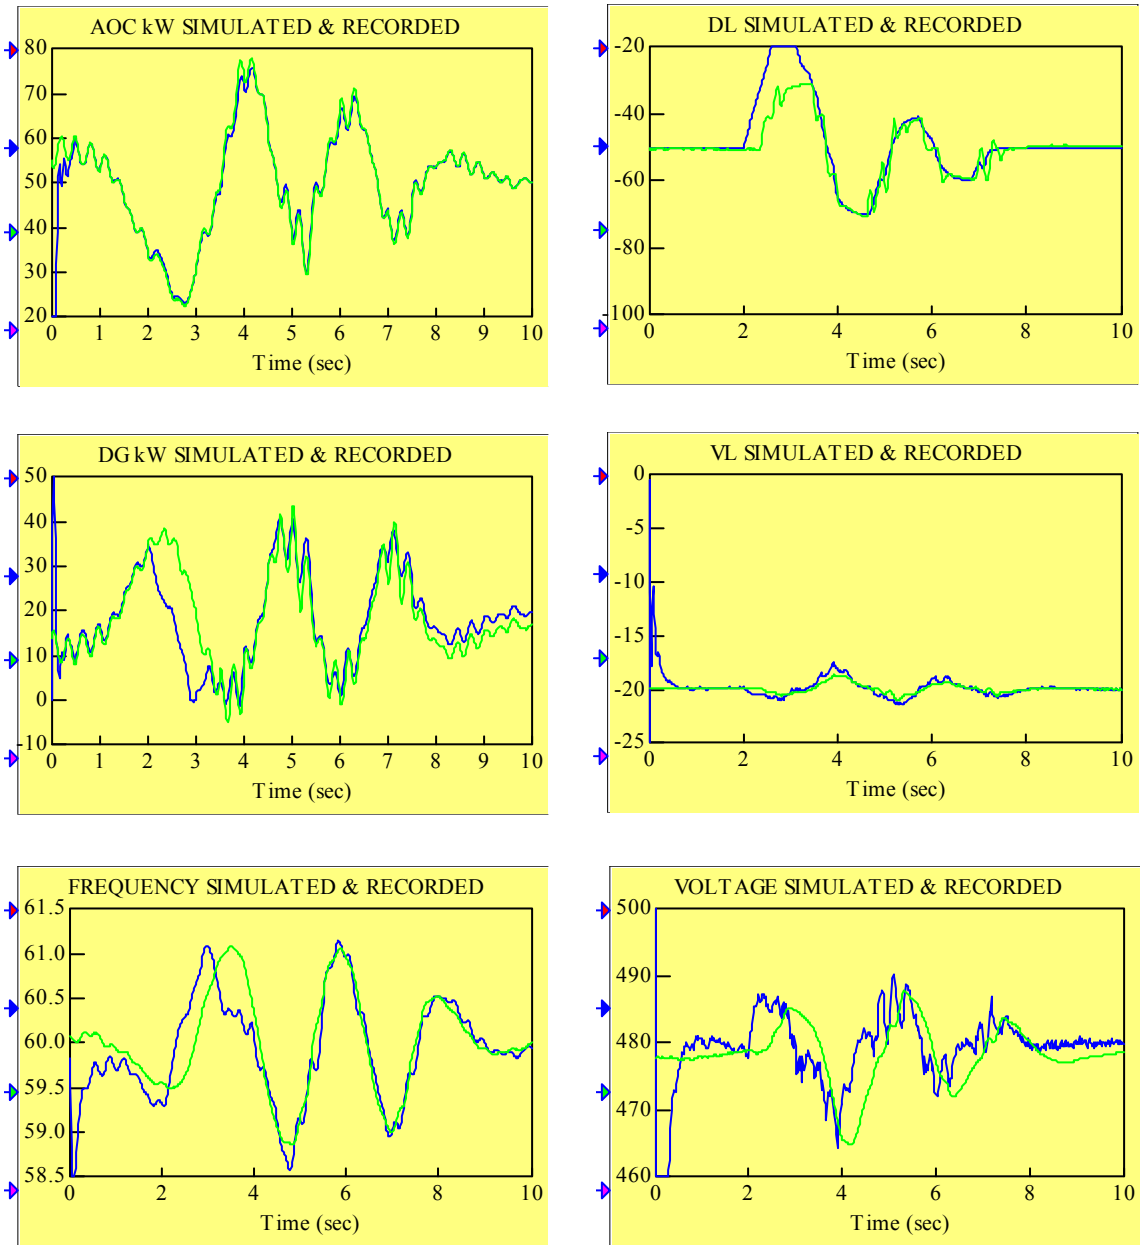 AOC kW SIMULATED & RECORDED
80
70
60
50
40
30
20
0 1 2 3 4 5 6 7 8 9 10
Time (sec)
DL SIMULATED & RECORDED
-20
-40
-60
-80
-100
0 2 4 6 8 10
Time (sec)
DG kW SIMULATED & RECORDED
50
40
30
20
10
0
-10
0 1 2 3 4 5 6 7 8 9 10
Time (sec)
VL SIMULATED & RECORDED
0
-5
-10
-15
-20
-25
0 2 4 6 8 10
Time (sec)
FREQUENCY SIMULATED & RECORDED
61.5
61.0
60.5
60.0
59.5
59.0
58.5
0 2 4 6 8 10
Time (sec)
VOLTAGE SIMULATED & RECORDED
500
490
480
470
460
0 2 4 6 8 10
Time (sec)